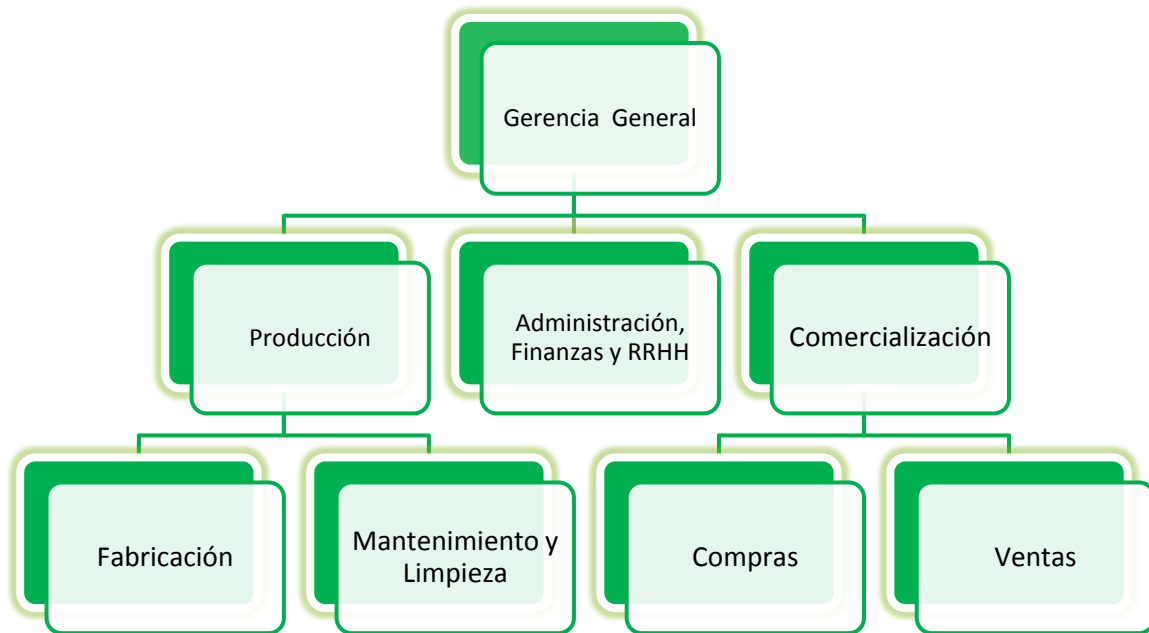 Gerencia General
Producción
Administración,
Finanzas y RRHH
Comercialización
Fabricación
Mantenimiento y
Limpieza
Compras
Ventas